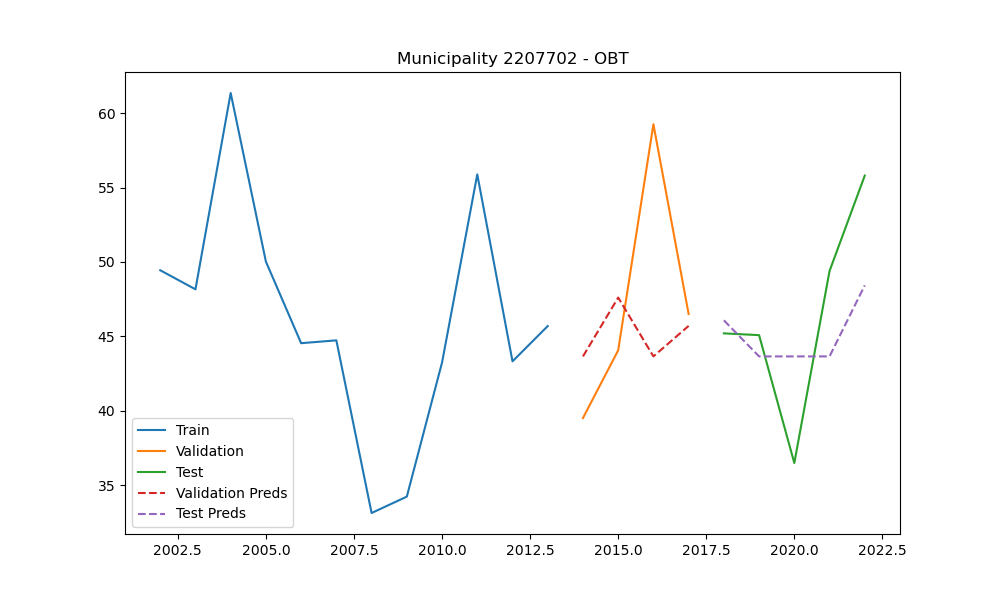 Municipality 2207702 - OBT
60
55
50
45
40
35
Train
Validation
Test
Validation Preds
Test Preds
2002.5 2005.0 2007.5 2010.0 2012.5 2015.0 2017.5 2020.0 2022.5